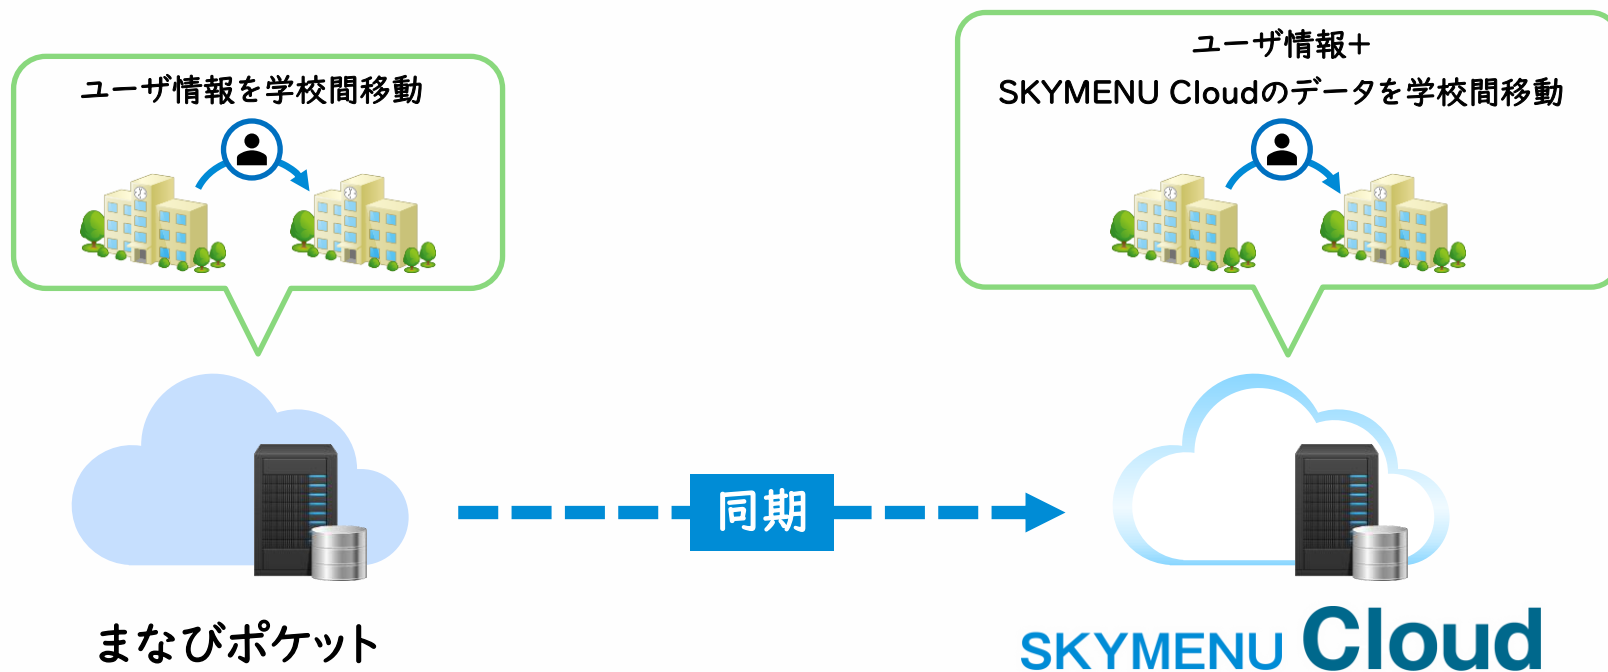 ユーザ情報を学校間移動
ユーザ情報＋
SKYMENU Cloudのデータを学校間移動
同期
まなびポケット
SKYMENU Cloud